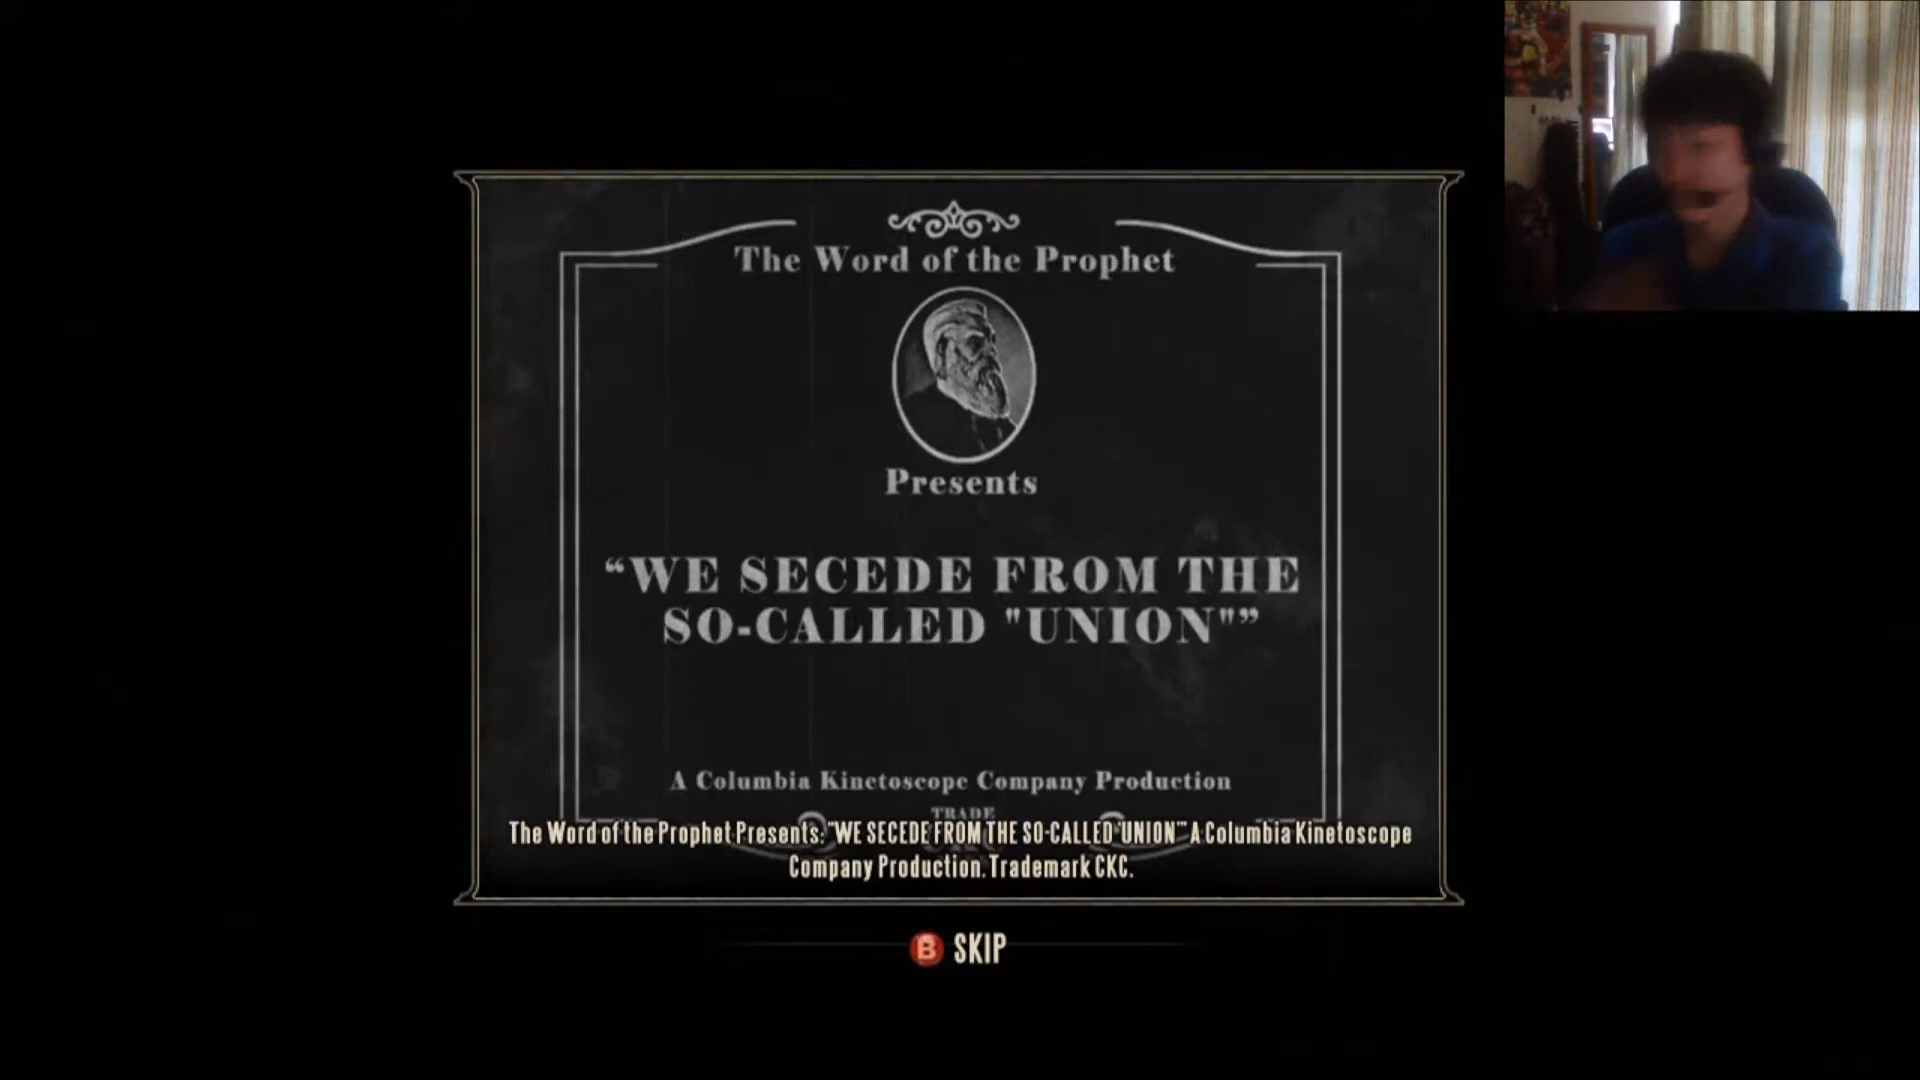 The Word of the Prophet
Presents
“WE SECEDE FROM THE
SO-CALLED "UNION"”
A Columbia Kinetoscope Company Production
TRADE
The Word of the Prophet Presents: "WE SECEDE FROM THE SO-CALLED 'UNION'" A Columbia Kinetoscope
Company Production. Trademark CKC.
B SKIP